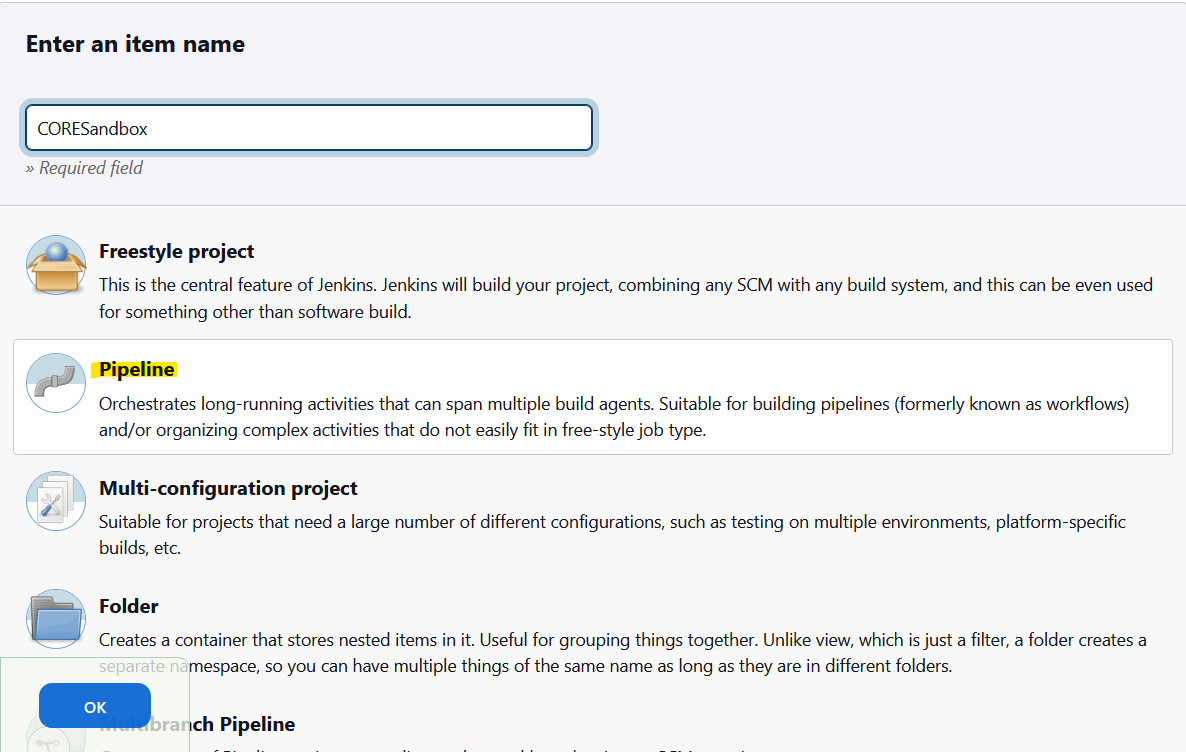 Enter an item name
CORESandbox
» Required field
Freestyle project
This is the central feature of Jenkins. Jenkins will build your project, combining any SCM with any build system, and this can be even used
for something other than software build.
Pipeline
Orchestrates long-running activities that can span multiple build agents. Suitable for building pipelines (formerly known as workflows)
and/or organizing complex activities that do not easily fit in free-style job type.
Multi-configuration project
Suitable for projects that need a large number of different configurations, such as testing on multiple environments, platform-specific
builds, etc.
Folder
Creates a container that stores nested items in it. Useful for grouping things together. Unlike view, which is just a filter, a folder creates a
separate namespace, so you can have multiple things of the same name as long as they are in different folders.
OK
Multibranch Pipeline